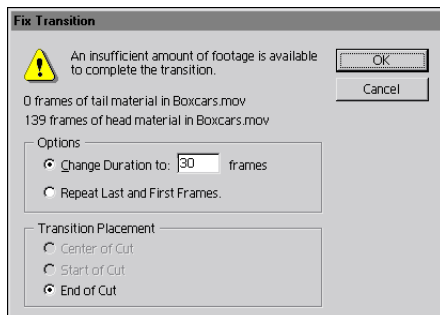 Fix Transition
An insufficient amount of footage is available
to complete the transition.
OK
Cancel
0 frames of tail material in Boxcars.mov
139 frames of head material in Boxcars.mov
Options
Change Duration to: 30 frames
Repeat Last and First Frames.
Transition Placement
Center of Cut
Start of Cut
End of Cut